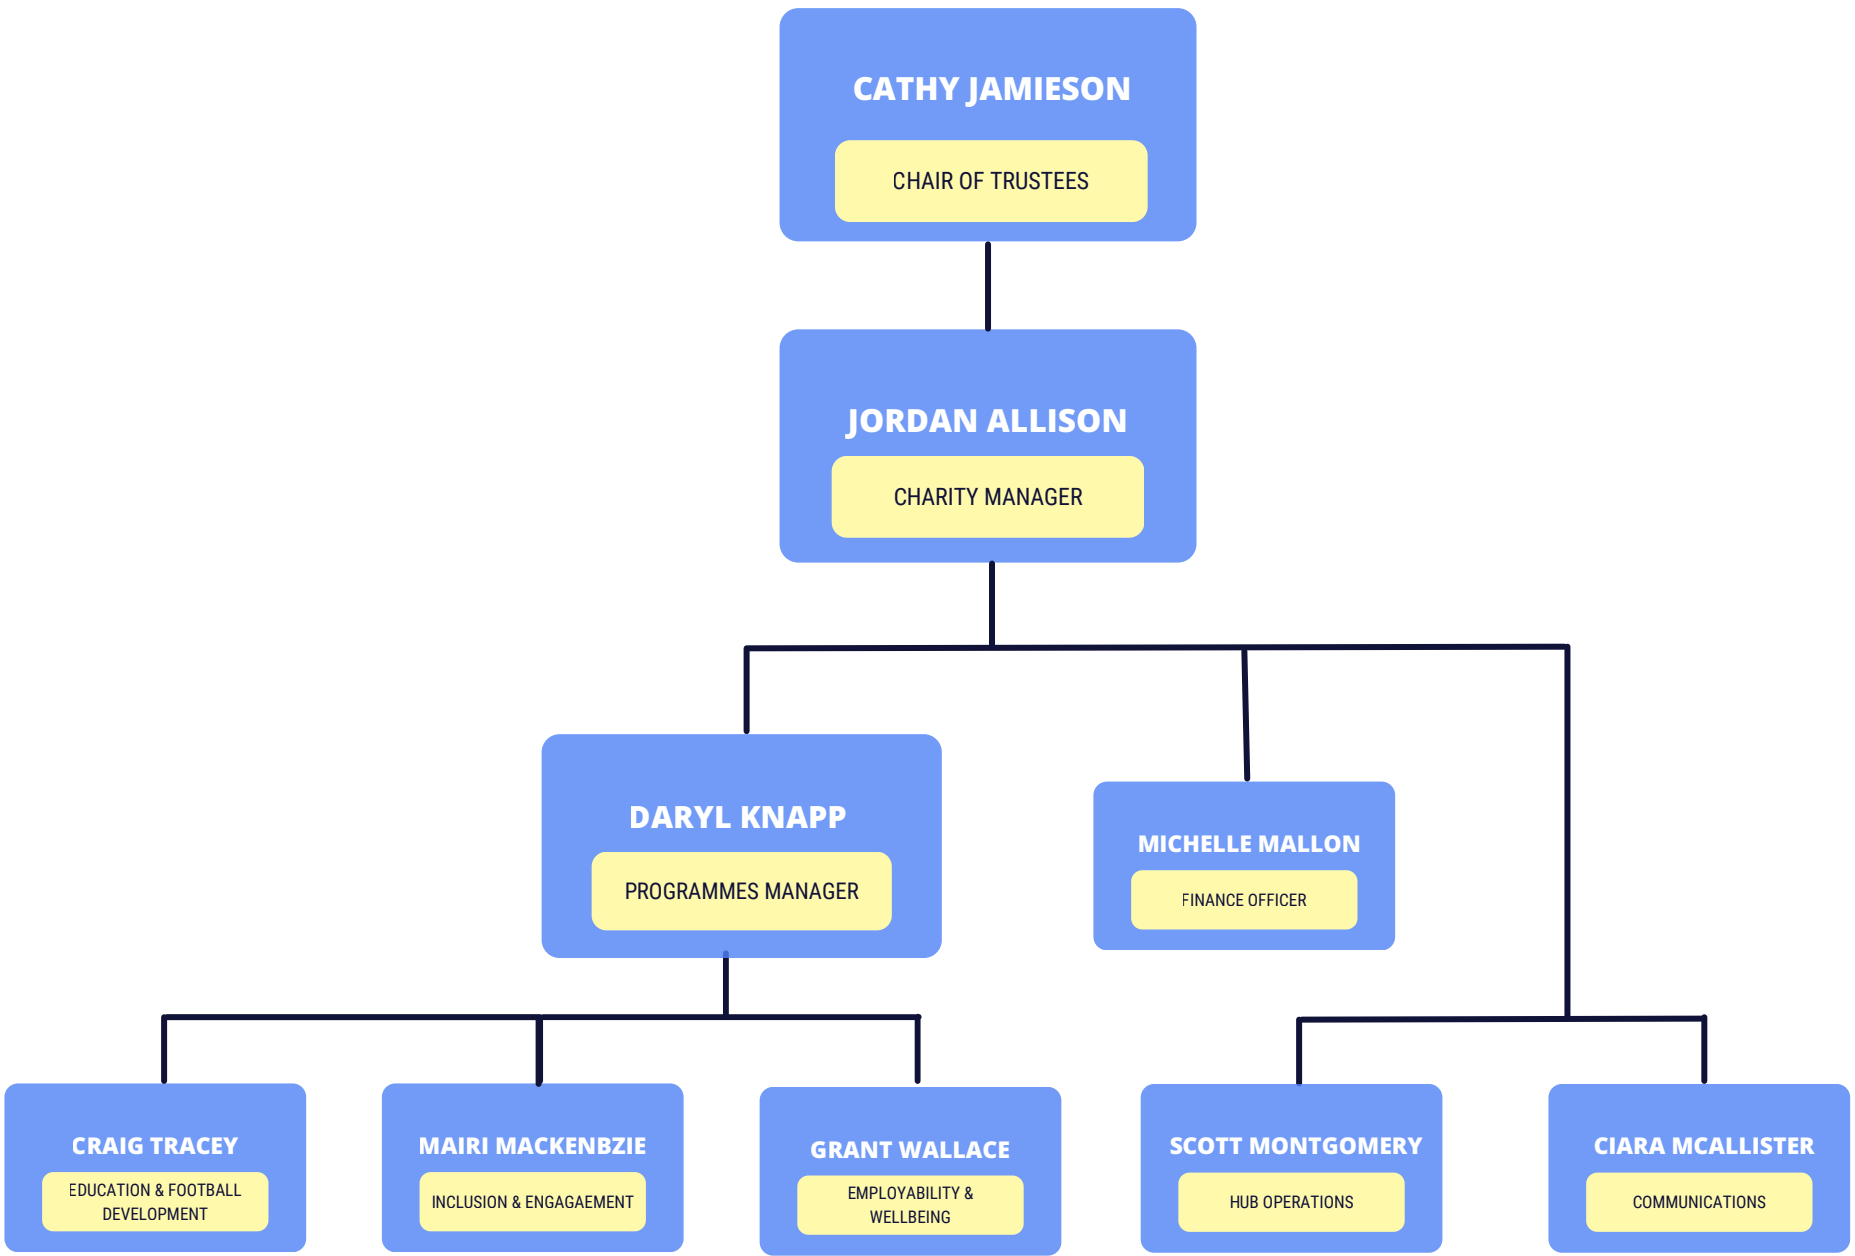 CATHY JAMIESON
CHAIR OF TRUSTEES
JORDAN ALLISON
CHARITY MANAGER
DARYL KNAPP
PROGRAMMES MANAGER
MICHELLE MALLON
FINANCE OFFICER
CRAIG TRACEY
EDUCATION & FOOTBALL
DEVELOPMENT
MAIRI MACKENBZIE
INCLUSION & ENGAGAEMENT
GRANT WALLACE
EMPLOYABILITY &
WELLBEING
SCOTT MONTGOMERY
HUB OPERATIONS
CIARA MCALLISTER
COMMUNICATIONS